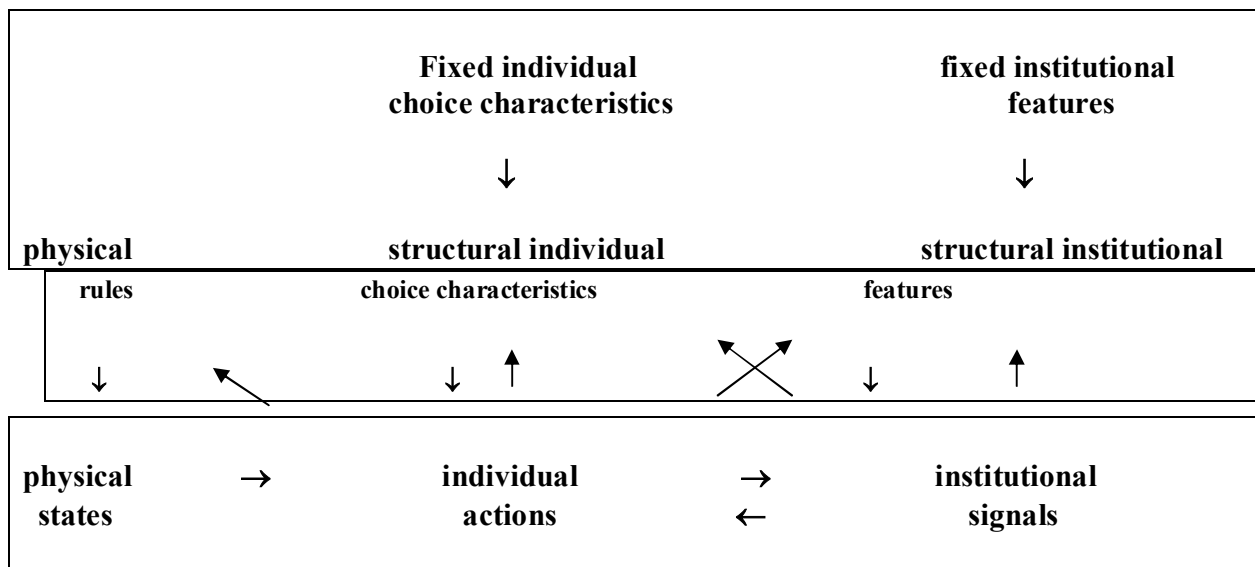 Fixed individual fixed institutional
choice characteristics features
↓ ↓
physical structural individual structural institutional
rules choice characteristics features
↓ ↓ ↑ ↓ ↑
physical → individual → institutional
states actions ← signals